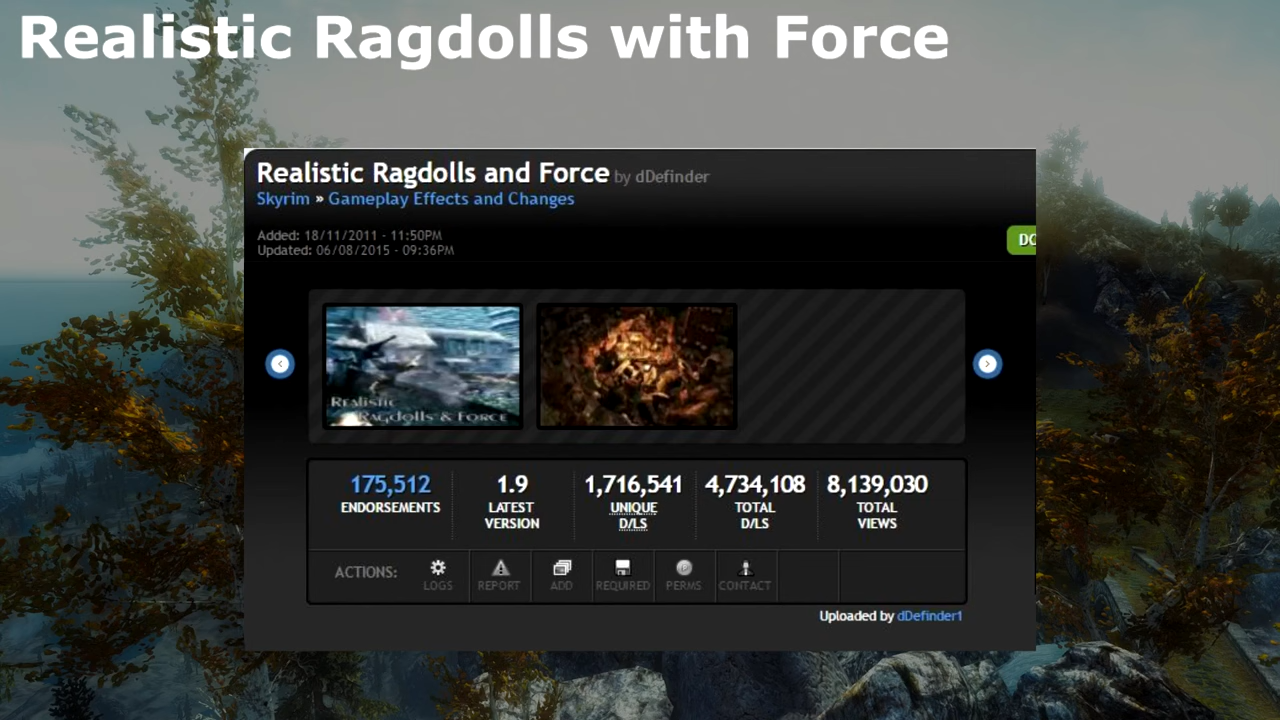 Realistic Ragdolls with Force
Realistic Ragdolls and Force by dDefinder
Skyrim » Gameplay Effects and Changes
Added: 18/11/2011 - 11:50PM
Updated: 06/08/2015 - 09:36PM
DO
Realistic
Ragdolls & Force
175,512 1.9 1,716,541 4,734,108 8,139,030
ENDORSEMENTS LATEST UNIQUE TOTAL TOTAL
VERSION D/LS D/LS VIEWS
ACTIONS: LOGS REPORT ADD REQUIRED PERMS CONTACT
Uploaded by dDefinder1